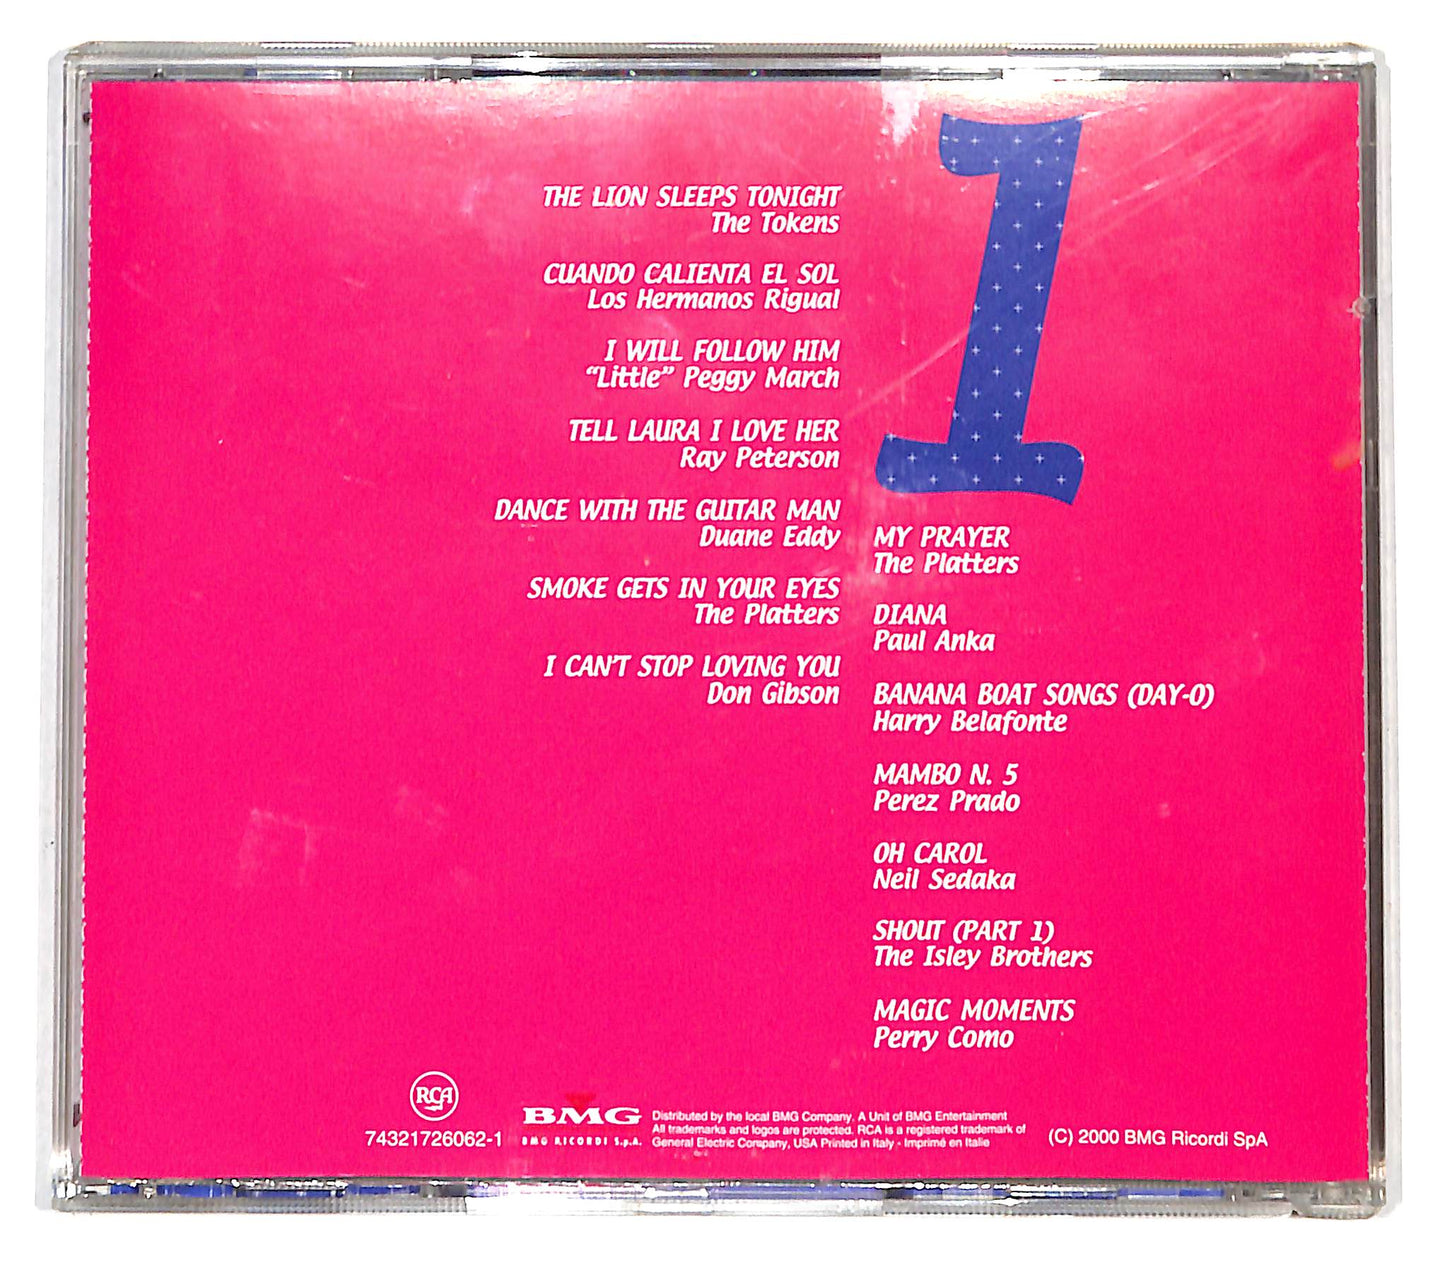 1
THE LION SLEEPS TONIGHT
The Tokens
CUANDO CALIENTA EL SOL
Los Hermanos Rigual
I WILL FOLLOW HIM
"Little" Peggy March
TELL LAURA I LOVE HER
Ray Peterson
DANCE WITH THE GUITAR MAN
Duane Eddy
SMOKE GETS IN YOUR EYES
The Platters
I CAN'T STOP LOVING YOU
Don Gibson
MY PRAYER
The Platters
DIANA
Paul Anka
BANANA BOAT SONGS (DAY-O)
Harry Belafonte
MAMBO N. 5
Perez Prado
OH CAROL
Neil Sedaka
SHOUT (PART 1)
The Isley Brothers
MAGIC MOMENTS
Perry Como
RCA
74321726062-1
BMG
BMG RICORDI S.p.A.
Distributed by the local BMG Company. A Unit of BMG Entertainment
All trademarks and logos are protected. RCA is a registered trademark of
General Electric Company, USA Printed in Italy - Imprimé en Italie
(C) 2000 BMG Ricordi SpA